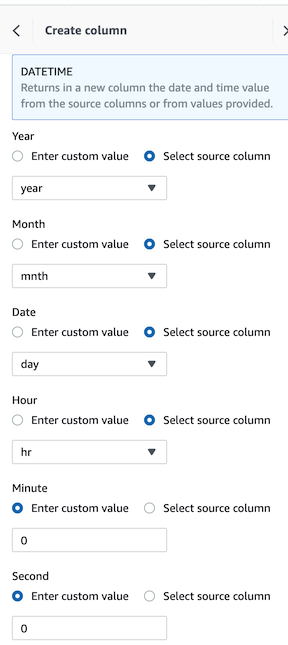 Create column
DATETIME
Returns in a new column the date and time value
from the source columns or from values provided.
Year
Enter custom value Select source column
year
Month
Enter custom value Select source column
mnth
Date
Enter custom value Select source column
day
Hour
Enter custom value Select source column
hr
Minute
Enter custom value Select source column
0
Second
Enter custom value Select source column
0